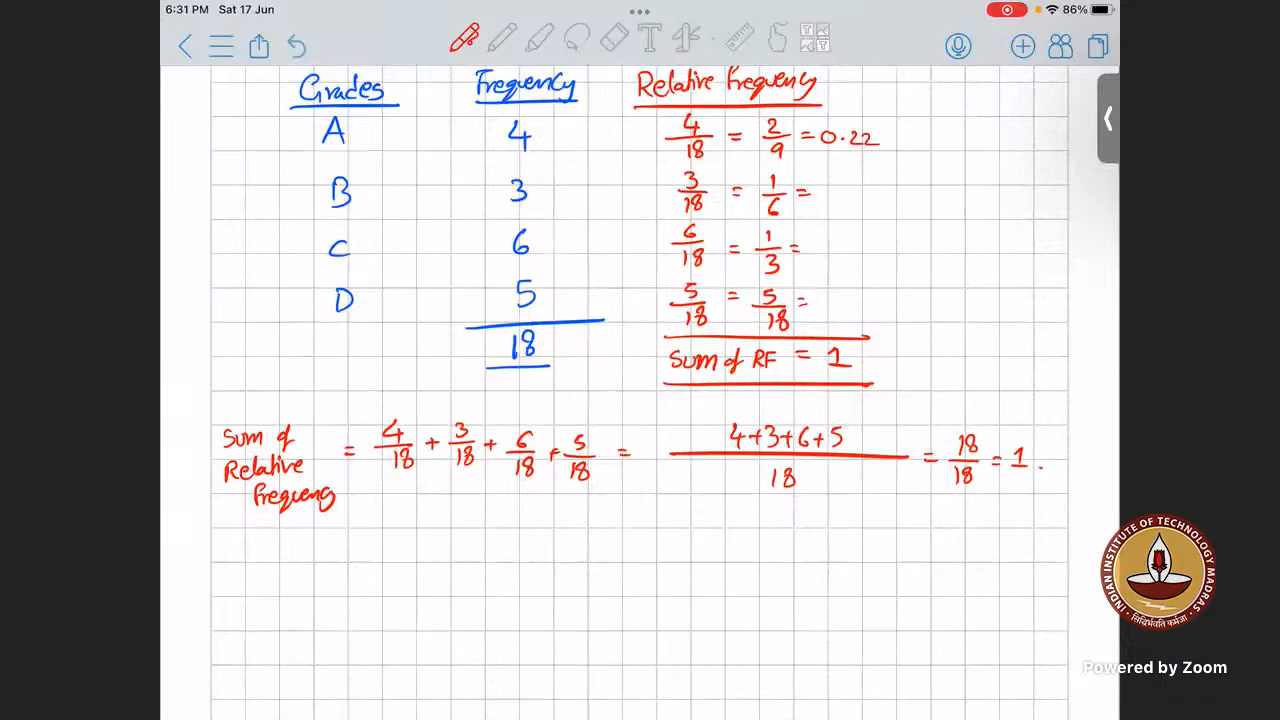 6:31 PM Sat 17 Jun 86%
Grades Frequency Relative Frequency
A 4 4/18 = 2/9 = 0.22
B 3 3/18 = 1/6 =
C 6 6/18 = 1/3 =
D 5 5/18 = 5/18 =
18 Sum of RF = 1
Sum of
Relative
Frequency = 4/18 + 3/18 + 6/18 + 5/18 = 4+3+6+5/18 = 18/18 = 1.
INDIAN INSTITUTE OF TECHNOLOGY MADRAS
सिद्धिर्भवति कर्मजा
Powered by Zoom